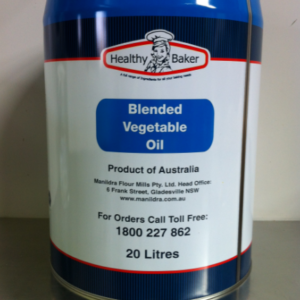 Healthy Baker
A full range of ingredients for all your baking needs
Blended
Vegetable
Oil
Product of Australia
Manildra Flour Mills Pty. Ltd. Head Office:
6 Frank Street, Gladesville NSW
www.manildra.com.au
For Orders Call Toll Free:
1800 227 862
20 Litres